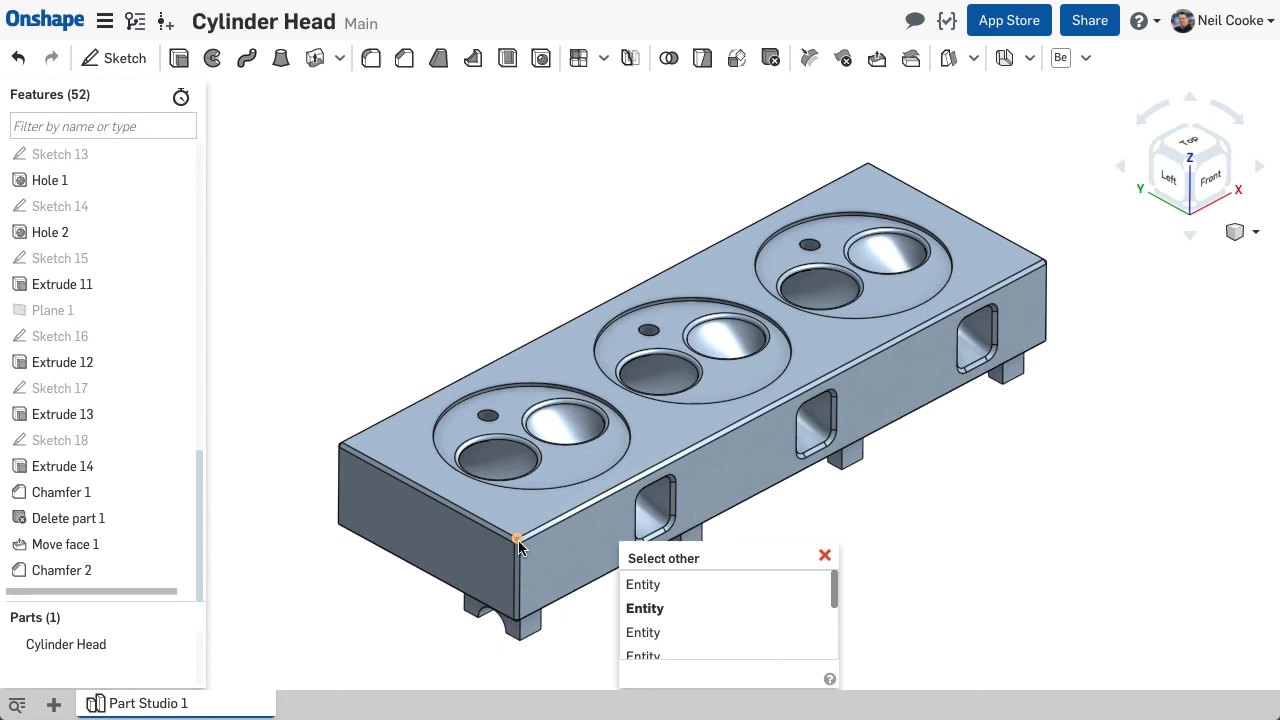 Onshape
Cylinder Head Main
App Store
Share
Neil Cooke
Sketch
Be
Features (52)
Filter by name or type
Sketch 13
Hole 1
Sketch 14
Hole 2
Sketch 15
Extrude 11
Plane 1
Sketch 16
Extrude 12
Sketch 17
Extrude 13
Sketch 18
Extrude 14
Chamfer 1
Delete part 1
Move face 1
Chamfer 2
Parts (1)
Cylinder Head
Top
Z
Left
Front
Y
X
Select other
Entity
Entity
Entity
Entity
Part Studio 1